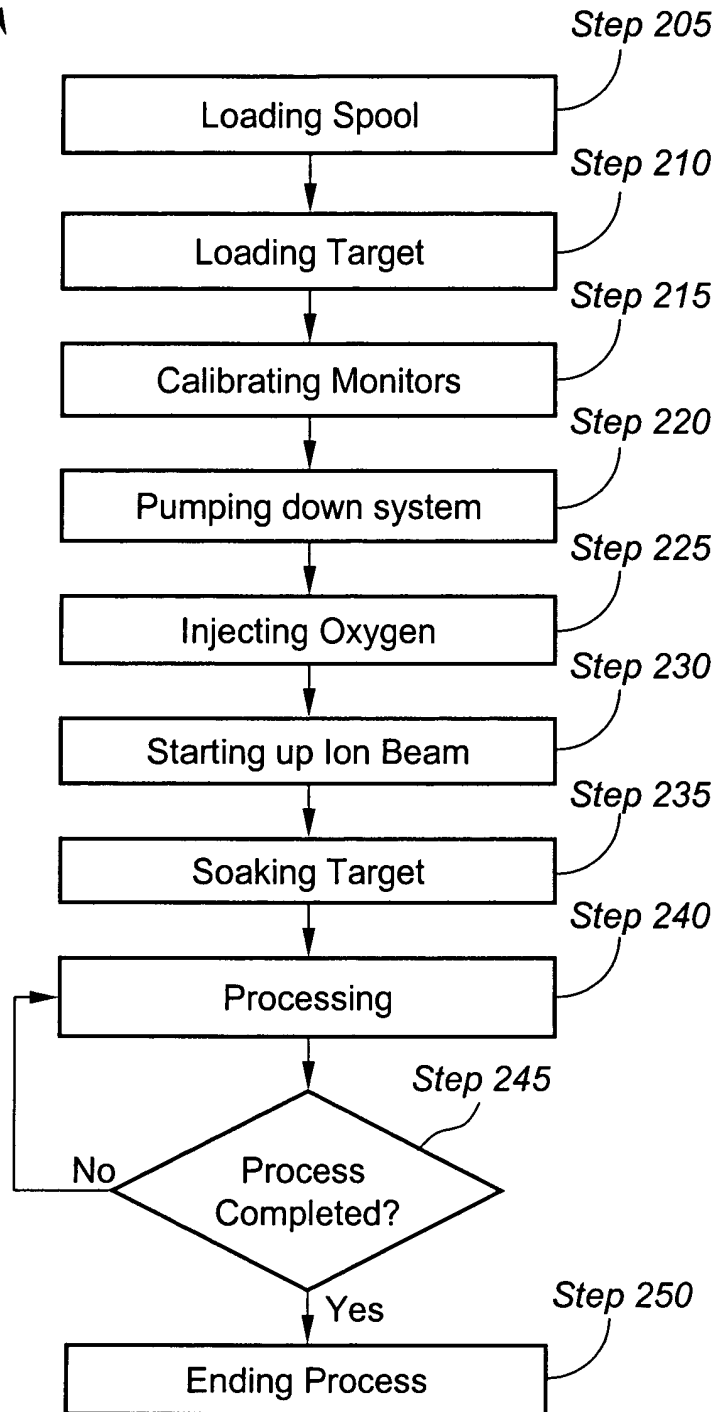 Step 205
Loading Spool
Step 210
Loading Target
Step 215
Calibrating Monitors
Step 220
Pumping down system
Step 225
Injecting Oxygen
Step 230
Starting up Ion Beam
Step 235
Soaking Target
Step 240
Processing
Step 245
No
Process
Completed?
Yes
Step 250
Ending Process